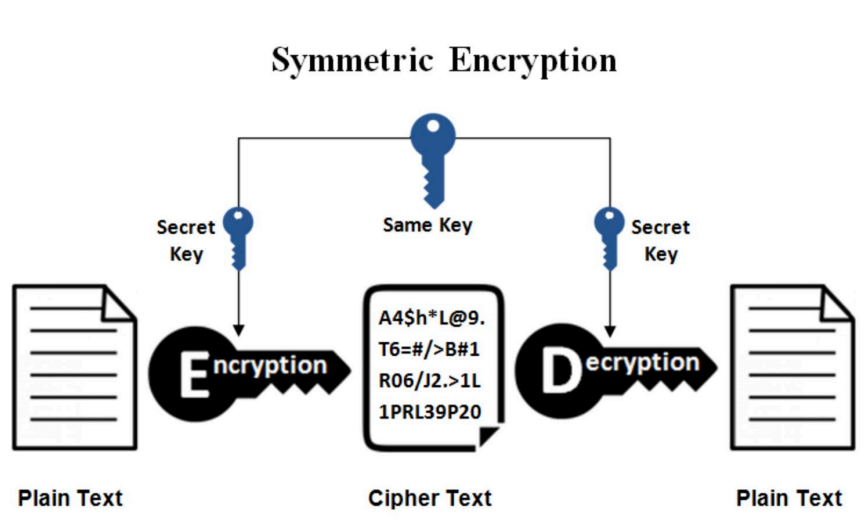 Symmetric Encryption
Same Key
Secret
Key
Secret
Key
Encryption
A4$h*L@9.
T6=#/>B#1
R06/J2.>1L
1PRL39P20
Decryption
Plain Text
Cipher Text
Plain Text